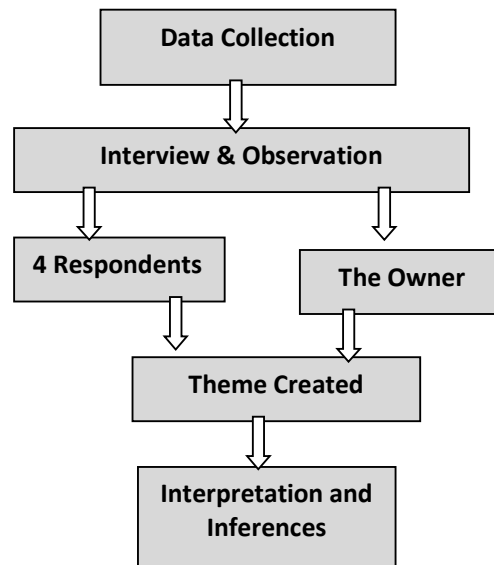 Data Collection
Interview & Observation
4 Respondents
The Owner
Theme Created
Interpretation and
Inferences